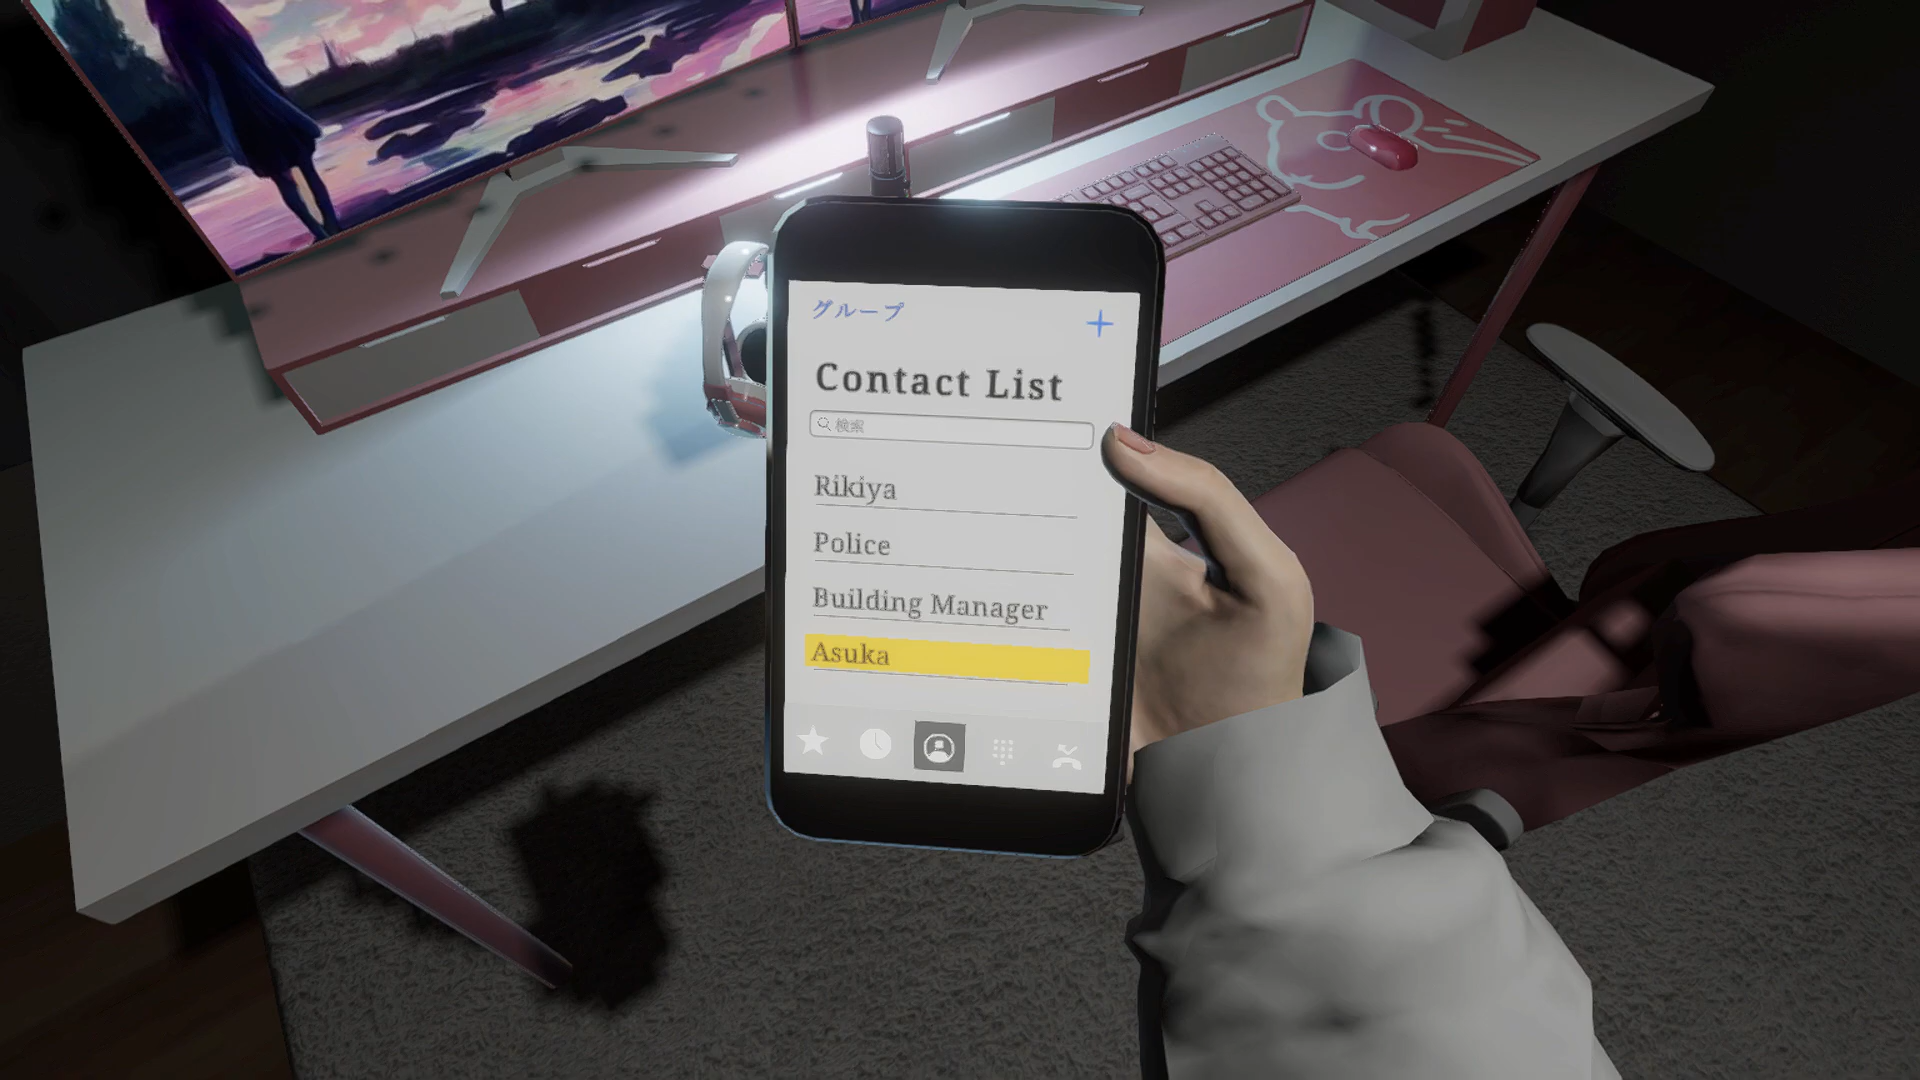 グループ
Contact List
検索
Rikiya
Police
Building Manager
Asuka